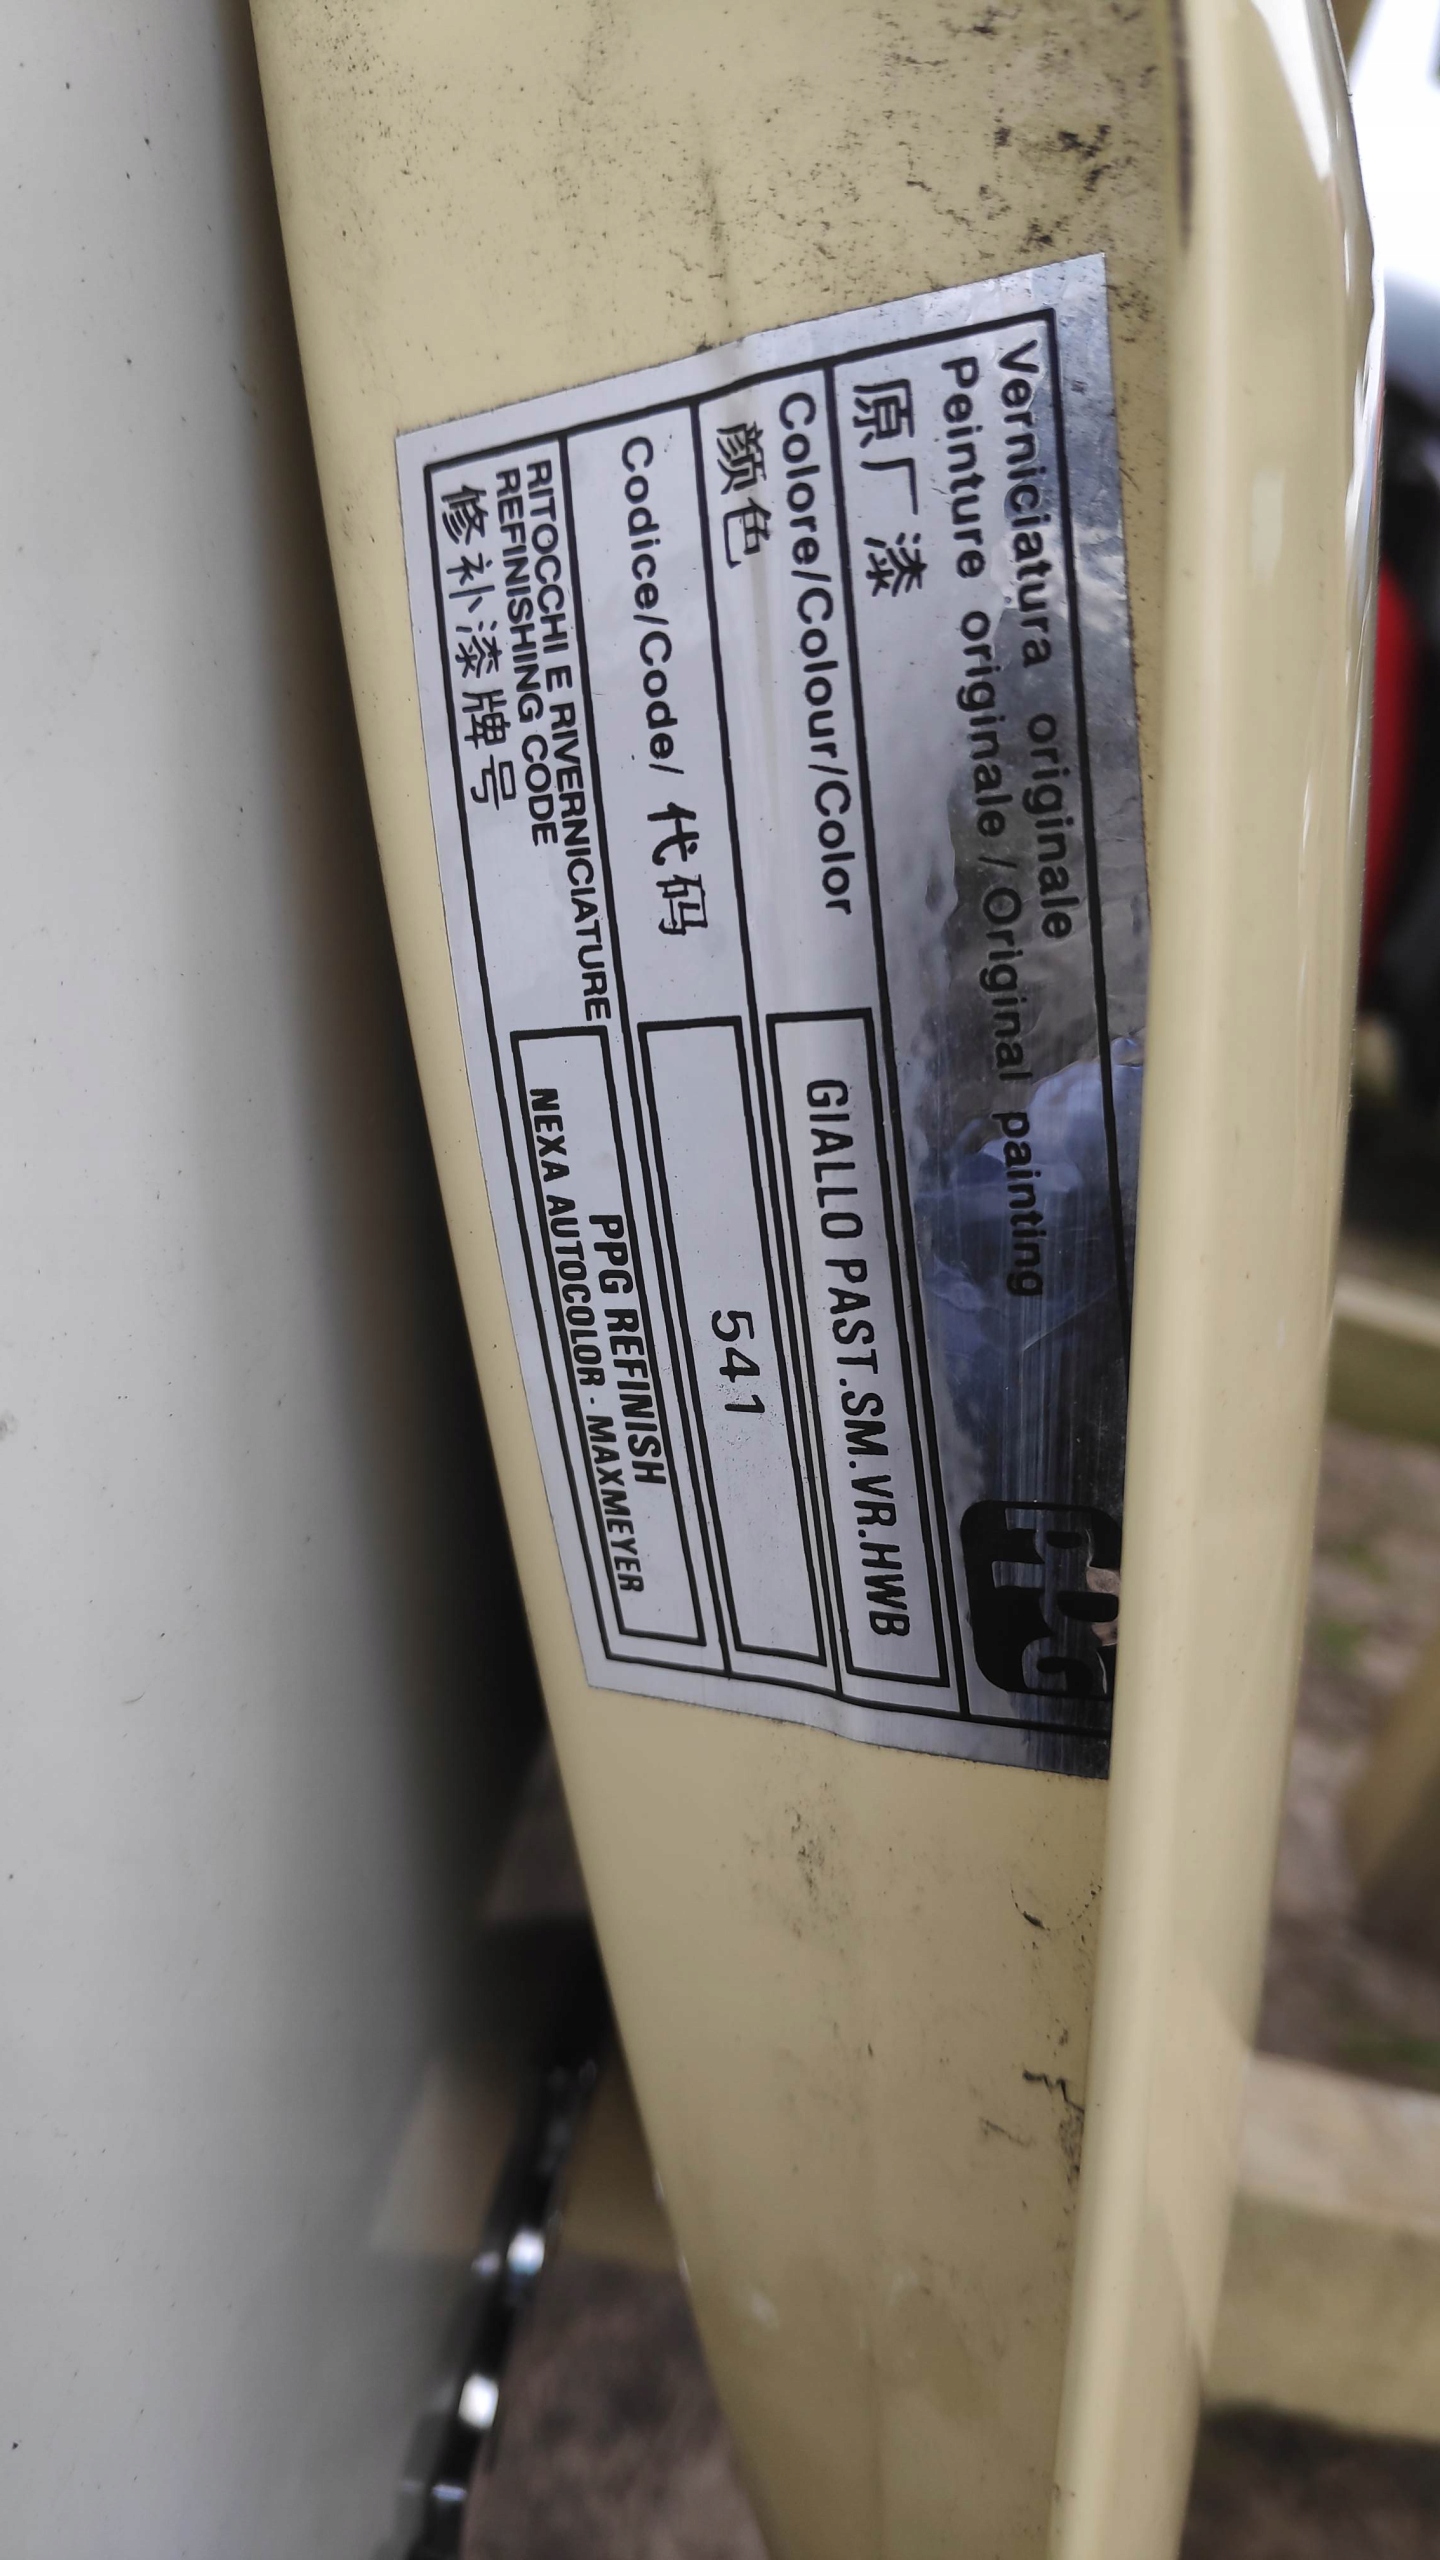 Verniciatura originale
Peinture originale / Original painting
原厂漆
PPG
Colore/Colour/Color
颜色
GIALLO PAST.SM.VR.HWB
Codice/Code/ 代码
541
RITOCCHI E RIVERNICIATURE
REFINISHING CODE
修补漆牌号
PPG REFINISH
NEXA AUTOCOLOR - MAXMEYER